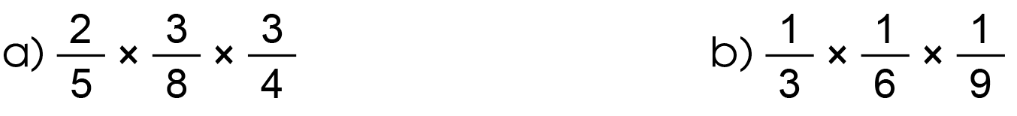 a) 2/5 × 3/8 × 3/4 b) 1/3 × 1/6 × 1/9